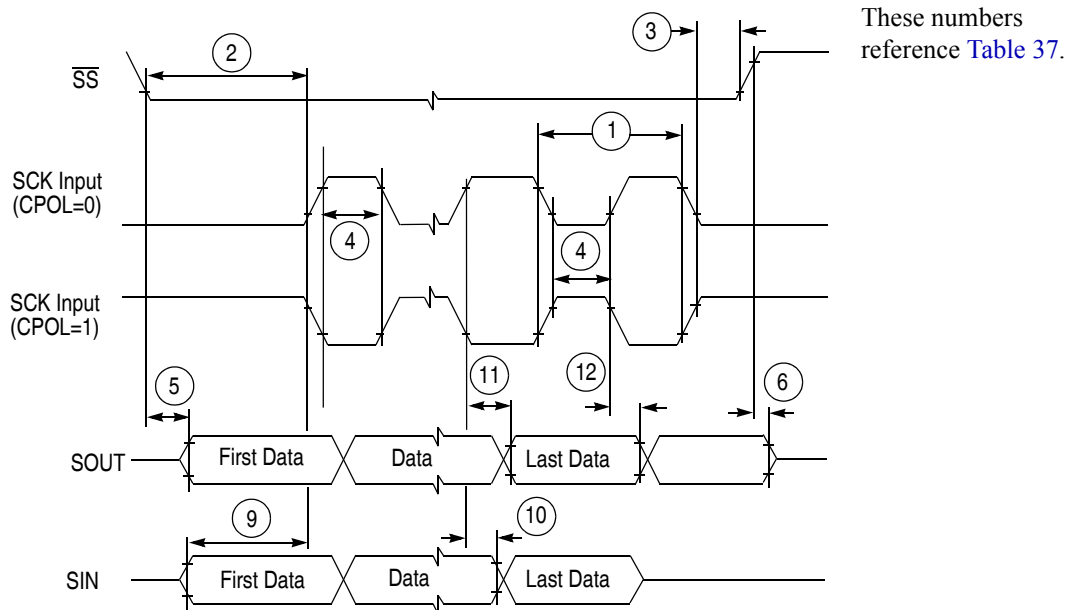 These numbers
reference Table 37.
3
2
SS
1
SCK Input
(CPOL=0)
4
4
SCK Input
(CPOL=1)
5
11
12
6
SOUT
First Data
Data
Last Data
9
10
SIN
First Data
Data
Last Data